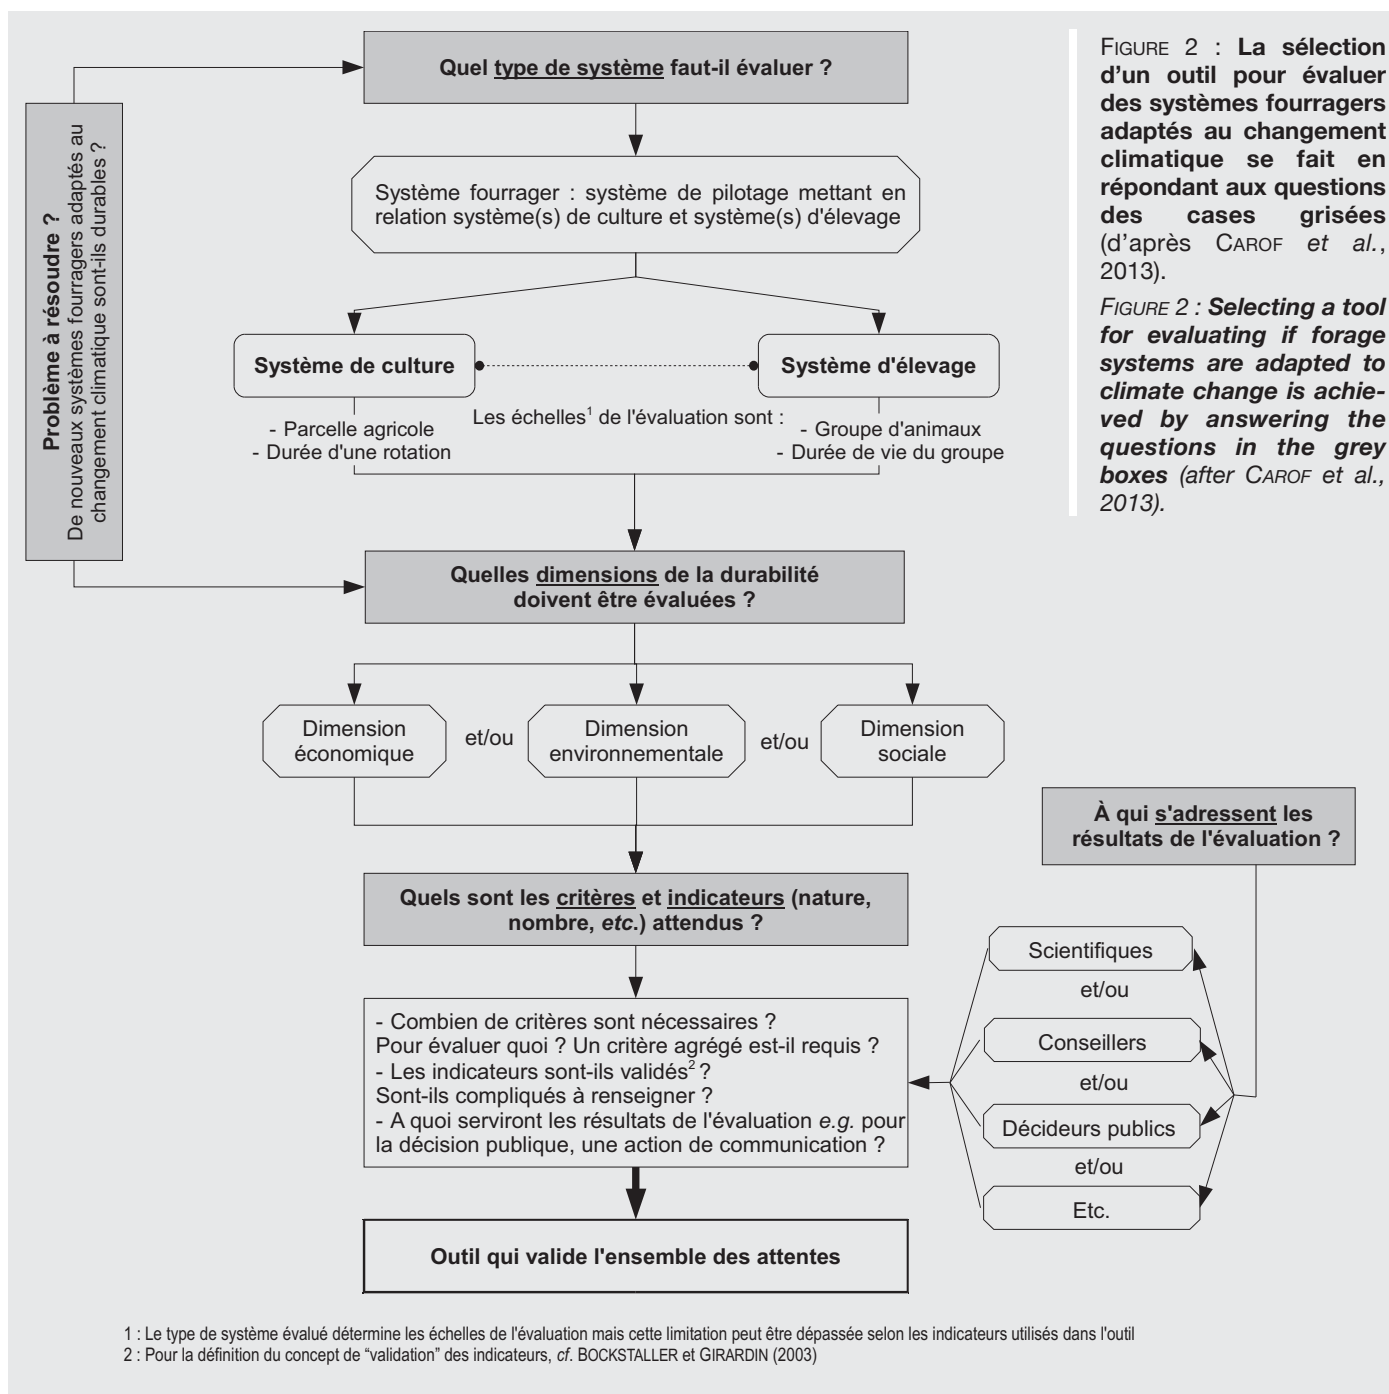 Quel type de système faut-il évaluer ?
Problème à résoudre ?
De nouveaux systèmes fourragers adaptés au
changement climatique sont-ils durables ?
Système fourrager : système de pilotage mettant en
relation système(s) de culture et système(s) d'élevage
Système de culture
Système d'élevage
Les échelles¹ de l'évaluation sont :
- Parcelle agricole
- Durée d'une rotation
- Groupe d'animaux
- Durée de vie du groupe
Quelles dimensions de la durabilité
doivent être évaluées ?
Dimension
économique
et/ou
Dimension
environnementale
et/ou
Dimension
sociale
Quels sont les critères et indicateurs (nature,
nombre, etc.) attendus ?
À qui s'adressent les
résultats de l'évaluation ?
Scientifiques
et/ou
Conseillers
et/ou
Décideurs publics
et/ou
Etc.
- Combien de critères sont nécessaires ?
Pour évaluer quoi ? Un critère agrégé est-il requis ?
- Les indicateurs sont-ils validés² ?
Sont-ils compliqués à renseigner ?
- A quoi serviront les résultats de l'évaluation e.g. pour
la décision publique, une action de communication ?
Outil qui valide l'ensemble des attentes
1 : Le type de système évalué détermine les échelles de l'évaluation mais cette limitation peut être dépassée selon les indicateurs utilisés dans l'outil
2 : Pour la définition du concept de “validation” des indicateurs, cf. BOCKSTALLER et GIRARDIN (2003)
FIGURE 2 : La sélection
d’un outil pour évaluer
des systèmes fourragers
adaptés au changement
climatique se fait en
répondant aux questions
des cases grisées
(d’après CAROF et al.,
2013).
FIGURE 2 : Selecting a tool
for evaluating if forage
systems are adapted to
climate change is achie-
ved by answering the
questions in the grey
boxes (after CAROF et al.,
2013).